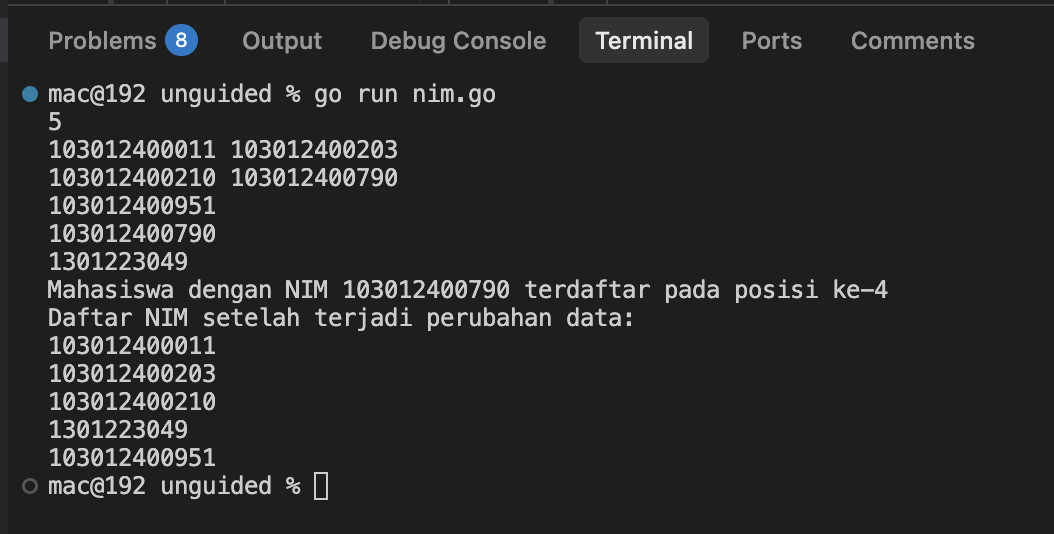 Problems 8 Output Debug Console Terminal Ports Comments
mac@192 unguided % go run nim.go
5
103012400011 103012400203
103012400210 103012400790
103012400951
103012400790
1301223049
Mahasiswa dengan NIM 103012400790 terdaftar pada posisi ke-4
Daftar NIM setelah terjadi perubahan data:
103012400011
103012400203
103012400210
1301223049
103012400951
mac@192 unguided %